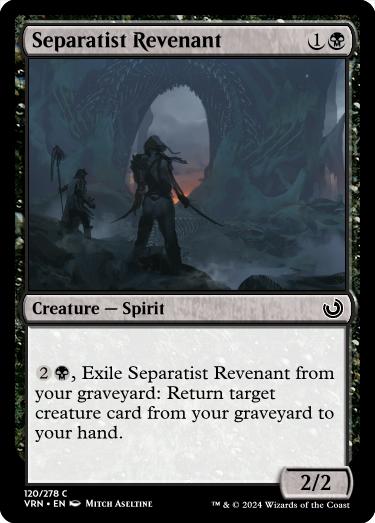 Separatist Revenant 1
Creature — Spirit
2 , Exile Separatist Revenant from
your graveyard: Return target
creature card from your graveyard to
your hand.
2/2
120/278 C
VRN • EN Mitch Aseltine
™ & © 2024 Wizards of the Coast